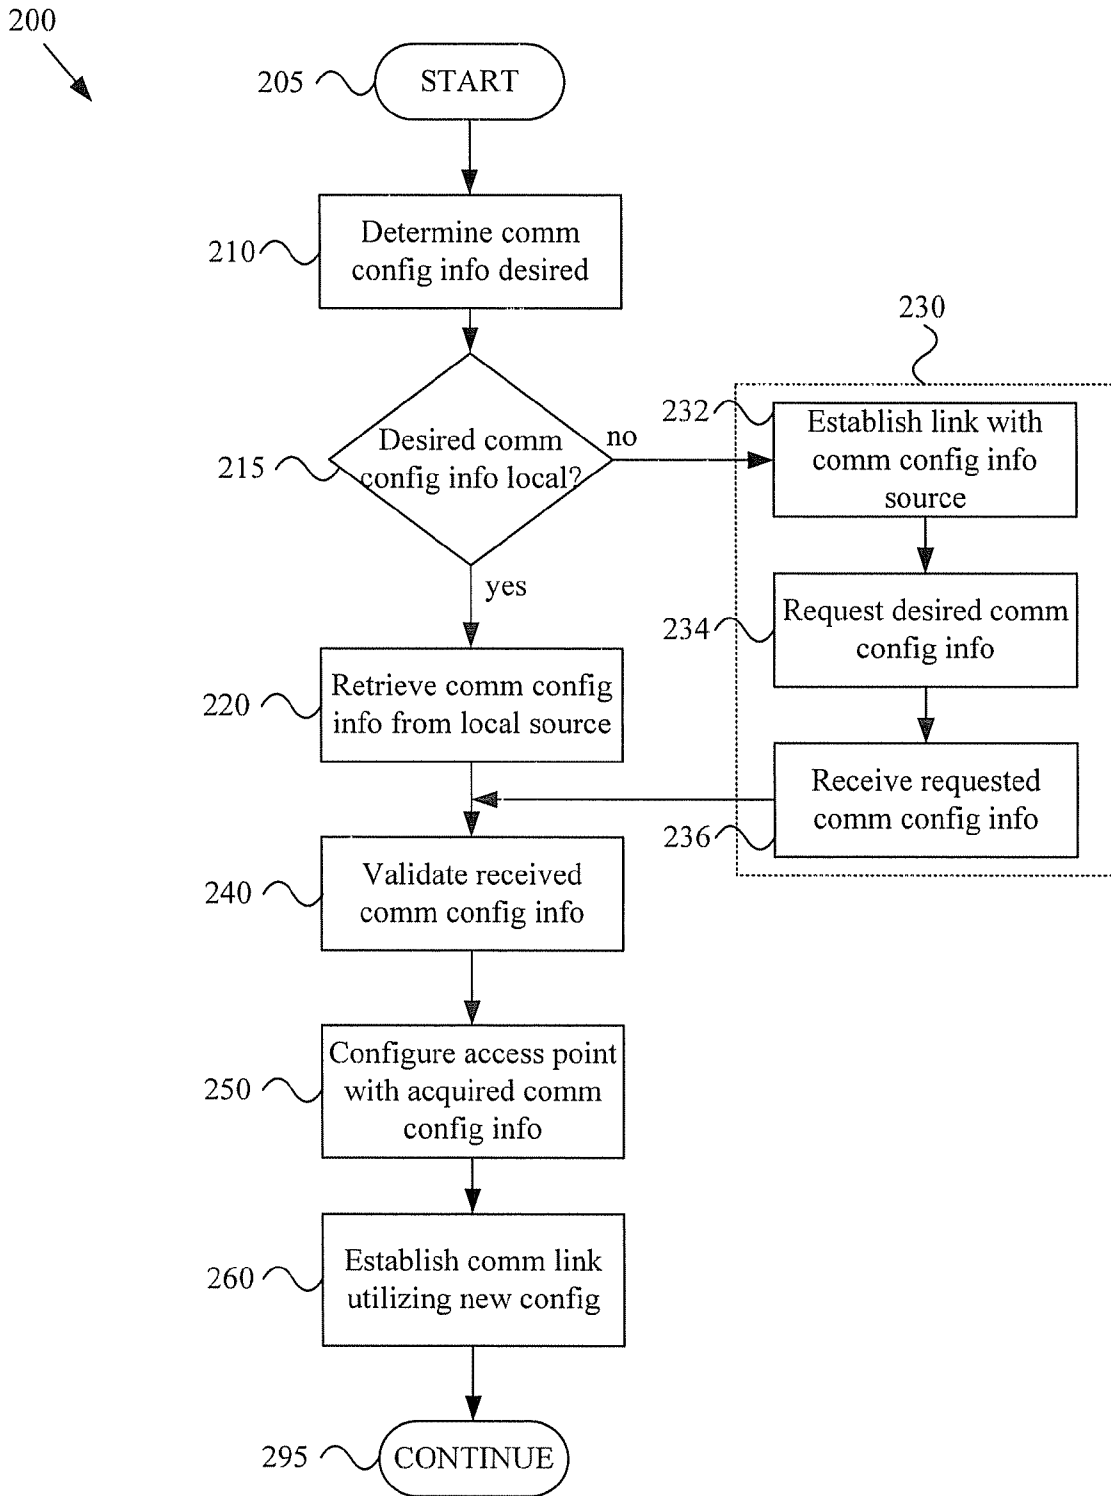 200
205
START
210
Determine comm
config info desired
230
215
Desired comm
config info local?
no
yes
232
Establish link with
comm config info
source
234
Request desired comm
config info
220
Retrieve comm config
info from local source
236
Receive requested
comm config info
240
Validate received
comm config info
250
Configure access point
with acquired comm
config info
260
Establish comm link
utilizing new config
295
CONTINUE